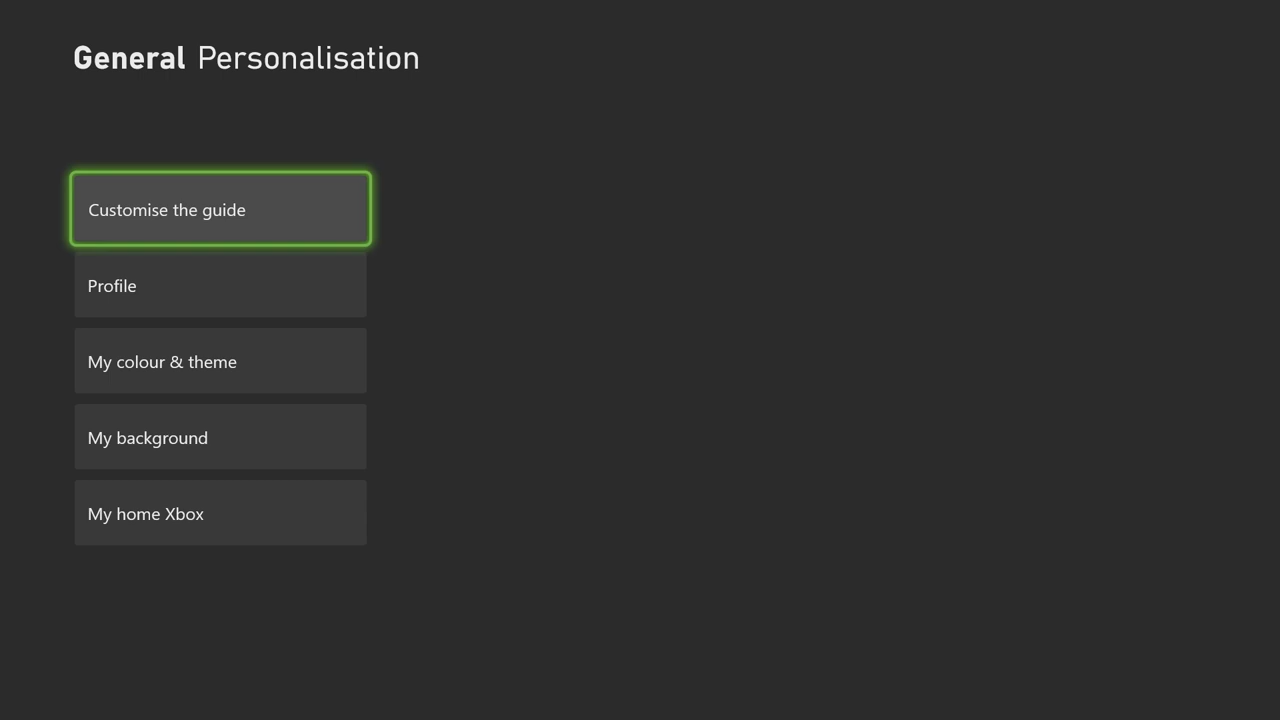 General Personalisation
Customise the guide
Profile
My colour & theme
My background
My home Xbox